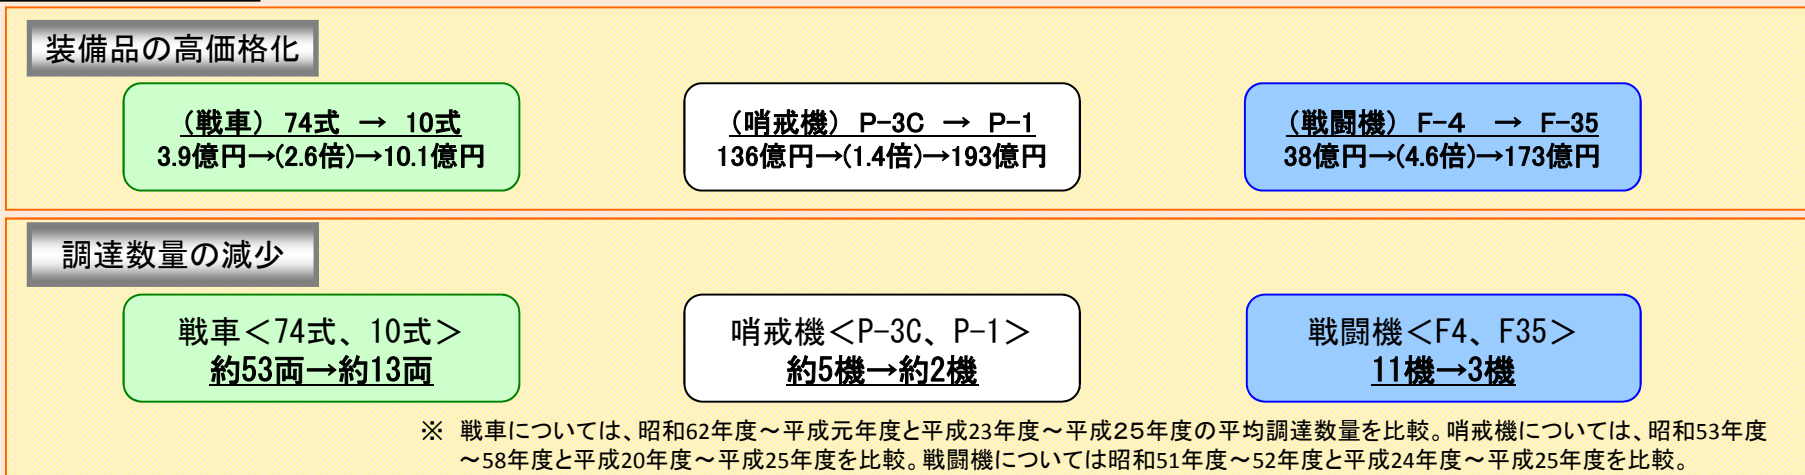 装備品の高価格化
（戦車） 74式 → 10式
3.9億円→(2.6倍)→10.1億円
（哨戒機） P-3C → P-1
136億円→(1.4倍)→193億円
（戦闘機） F-４ → F-35
38億円→(4.6倍)→173億円
調達数量の減少
戦車＜74式、10式＞
約53両→約13両
哨戒機＜P-3C、P-1＞
約5機→約2機
戦闘機＜F4、F35＞
11機→3機
※ 戦車については、昭和62年度～平成元年度と平成23年度～平成２５年度の平均調達数量を比較。哨戒機については、昭和53年度
～58年度と平成20年度～平成25年度を比較。戦闘機については昭和51年度～52年度と平成24年度～平成25年度を比較。